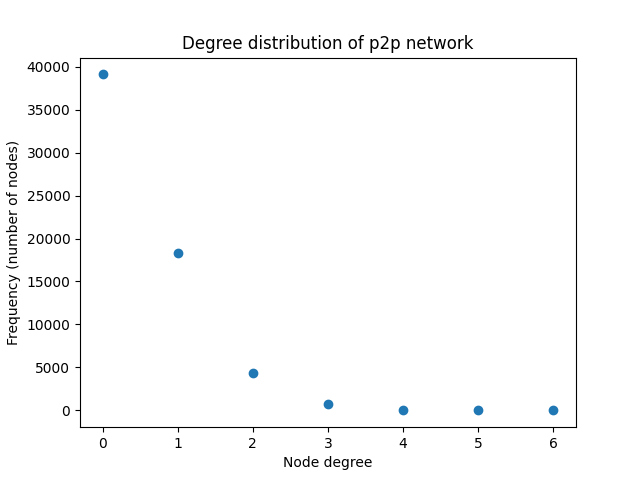 Degree distribution of p2p network
Frequency (number of nodes)
40000
35000
30000
25000
20000
15000
10000
5000
0
0 1 2 3 4 5 6
Node degree